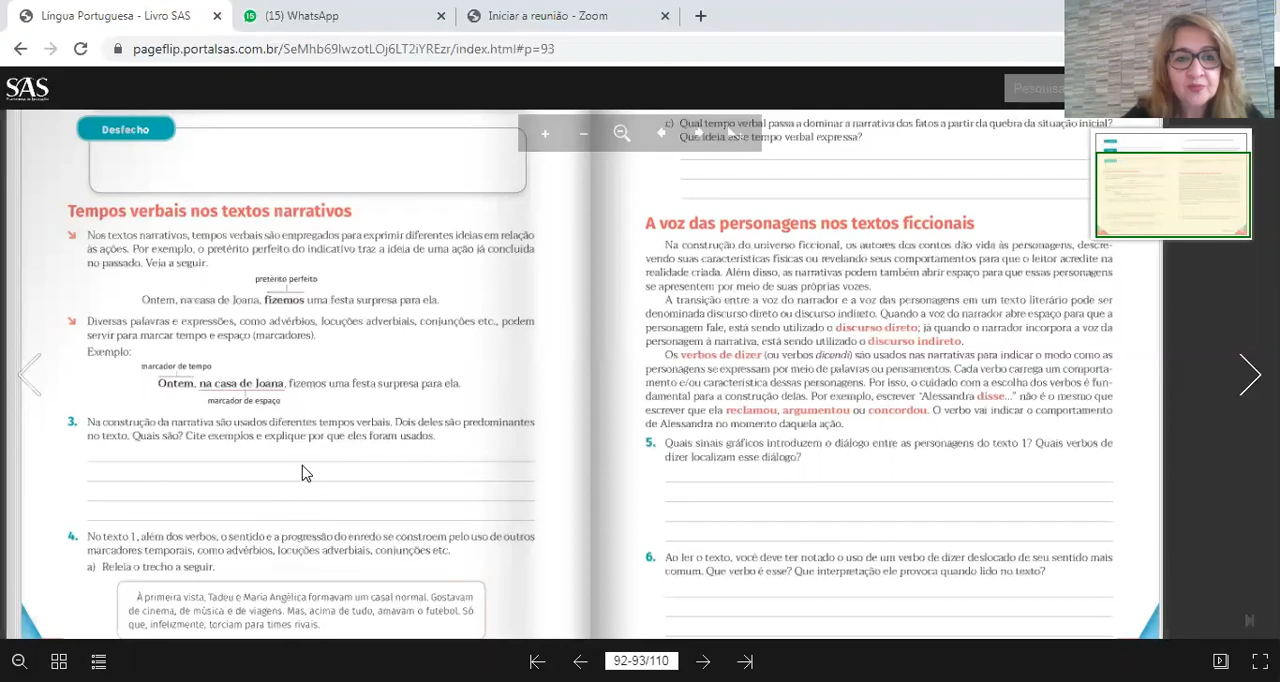 Língua Portuguesa - Livro SAS
(15) WhatsApp
Iniciar a reunião - Zoom
pageflip.portalsas.com.br/SeMhb69IwzotLOj6LT2iYREzr/index.html#p=93
SAS
Pesquisa
Desfecho
Tempos verbais nos textos narrativos
Nos textos narrativos, tempos verbais são empregados para exprimir diferentes ideias em relação
às ações. Por exemplo, o pretérito perfeito do indicativo traz a ideia de uma ação já concluída
no passado. Veja a seguir.
pretérito perfeito
Ontem, na casa de Joana, fizemos uma festa surpresa para ela.
Diversas palavras e expressões, como advérbios, locuções adverbiais, conjunções etc., podem
servir para marcar tempo e espaço (marcadores).
Exemplo:
marcador de tempo
Ontem, na casa de Joana, fizemos uma festa surpresa para ela.
marcador de espaço
3. Na construção da narrativa são usados diferentes tempos verbais. Dois deles são predominantes
no texto. Quais são? Cite exemplos e explique por que eles foram usados.
4. No texto 1, além dos verbos, o sentido e a progressão do enredo se constroem pelo uso de outros
marcadores temporais, como advérbios, locuções adverbiais, conjunções etc.
a) Releia o trecho a seguir.
À primeira vista, Tadeu e Maria Angélica formavam um casal normal. Gostavam
de cinema, de música e de viagens. Mas, acima de tudo, amavam o futebol. Só
que, infelizmente, torciam para times rivais.
c) Qual tempo verbal passa a dominar a narrativa dos fatos a partir da quebra da situação inicial?
Que ideia esse tempo verbal expressa?
A voz das personagens nos textos ficcionais
Na construção do universo ficcional, os autores dos contos dão vida às personagens, descre-
vendo suas características físicas ou revelando seus comportamentos para que o leitor acredite na
realidade criada. Além disso, as narrativas podem também abrir espaço para que essas personagens
se apresentem por meio de suas próprias vozes.
A transição entre a voz do narrador e a voz das personagens em um texto literário pode ser
denominada discurso direto ou discurso indireto. Quando a voz do narrador abre espaço para que a
personagem fale, está sendo utilizado o discurso direto; já quando o narrador incorpora a voz da
personagem à narrativa, está sendo utilizado o discurso indireto.
Os verbos de dizer (ou verbos dicendi) são usados nas narrativas para indicar o modo como as
personagens se expressam por meio de palavras ou pensamentos. Cada verbo carrega um comporta-
mento e/ou característica dessas personagens. Por isso, o cuidado com a escolha dos verbos é fun-
damental para a construção delas. Por exemplo, escrever "Alessandra disse..." não é o mesmo que
escrever que ela reclamou, argumentou ou concordou. O verbo vai indicar o comportamento
de Alessandra no momento daquela ação.
5. Quais sinais gráficos introduzem o diálogo entre as personagens do texto 1? Quais verbos de
dizer localizam esse diálogo?
6. Ao ler o texto, você deve ter notado o uso de um verbo de dizer deslocado de seu sentido mais
comum. Que verbo é esse? Que interpretação ele provoca quando lido no texto?
92-93/110